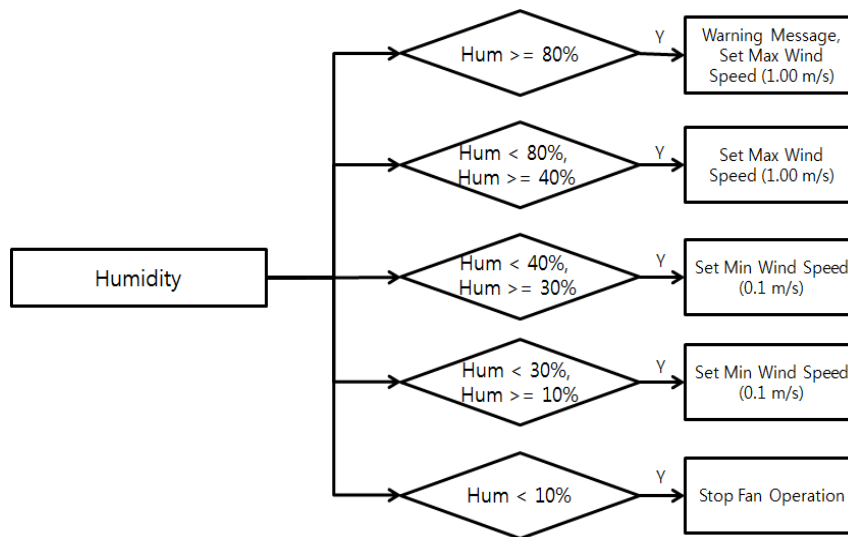 Hum >= 80%
Y
Warning Message,
Set Max Wind
Speed (1.00 m/s)
Hum < 80%,
Hum >= 40%
Y
Set Max Wind
Speed (1.00 m/s)
Humidity
Hum < 40%,
Hum >= 30%
Y
Set Min Wind Speed
(0.1 m/s)
Hum < 30%,
Hum >= 10%
Y
Set Min Wind Speed
(0.1 m/s)
Hum < 10%
Y
Stop Fan Operation